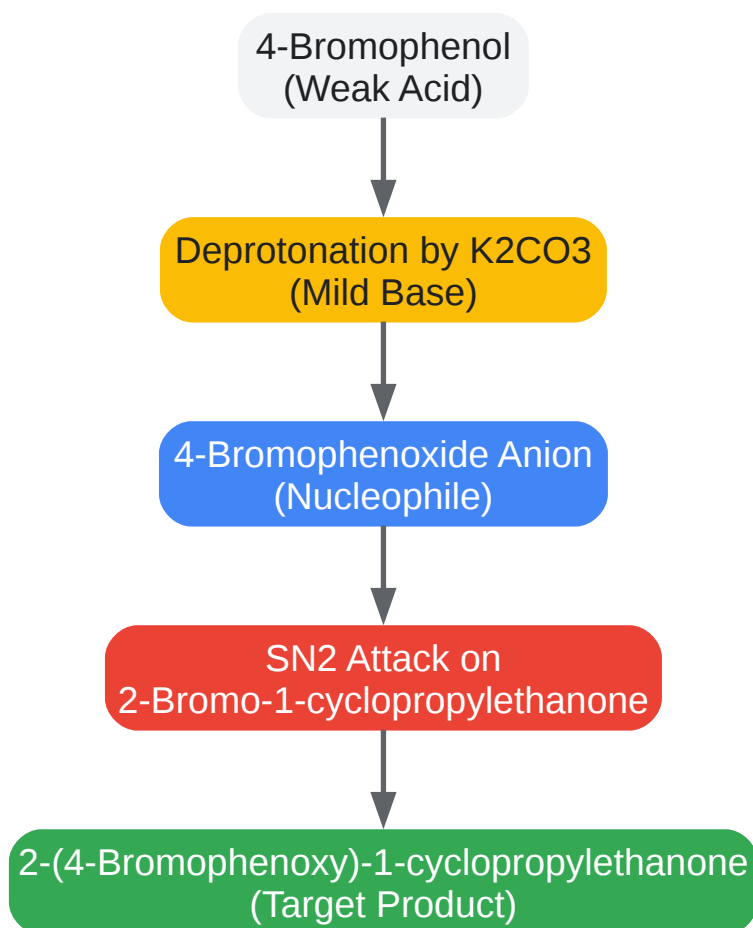 4-Bromophenol
(Weak Acid)
Deprotonation by K2CO3
(Mild Base)
4-Bromophenoxide Anion
(Nucleophile)
SN2 Attack on
2-Bromo-1-cyclopropylethanone
2-(4-Bromophenoxy)-1-cyclopropylethanone
(Target Product)